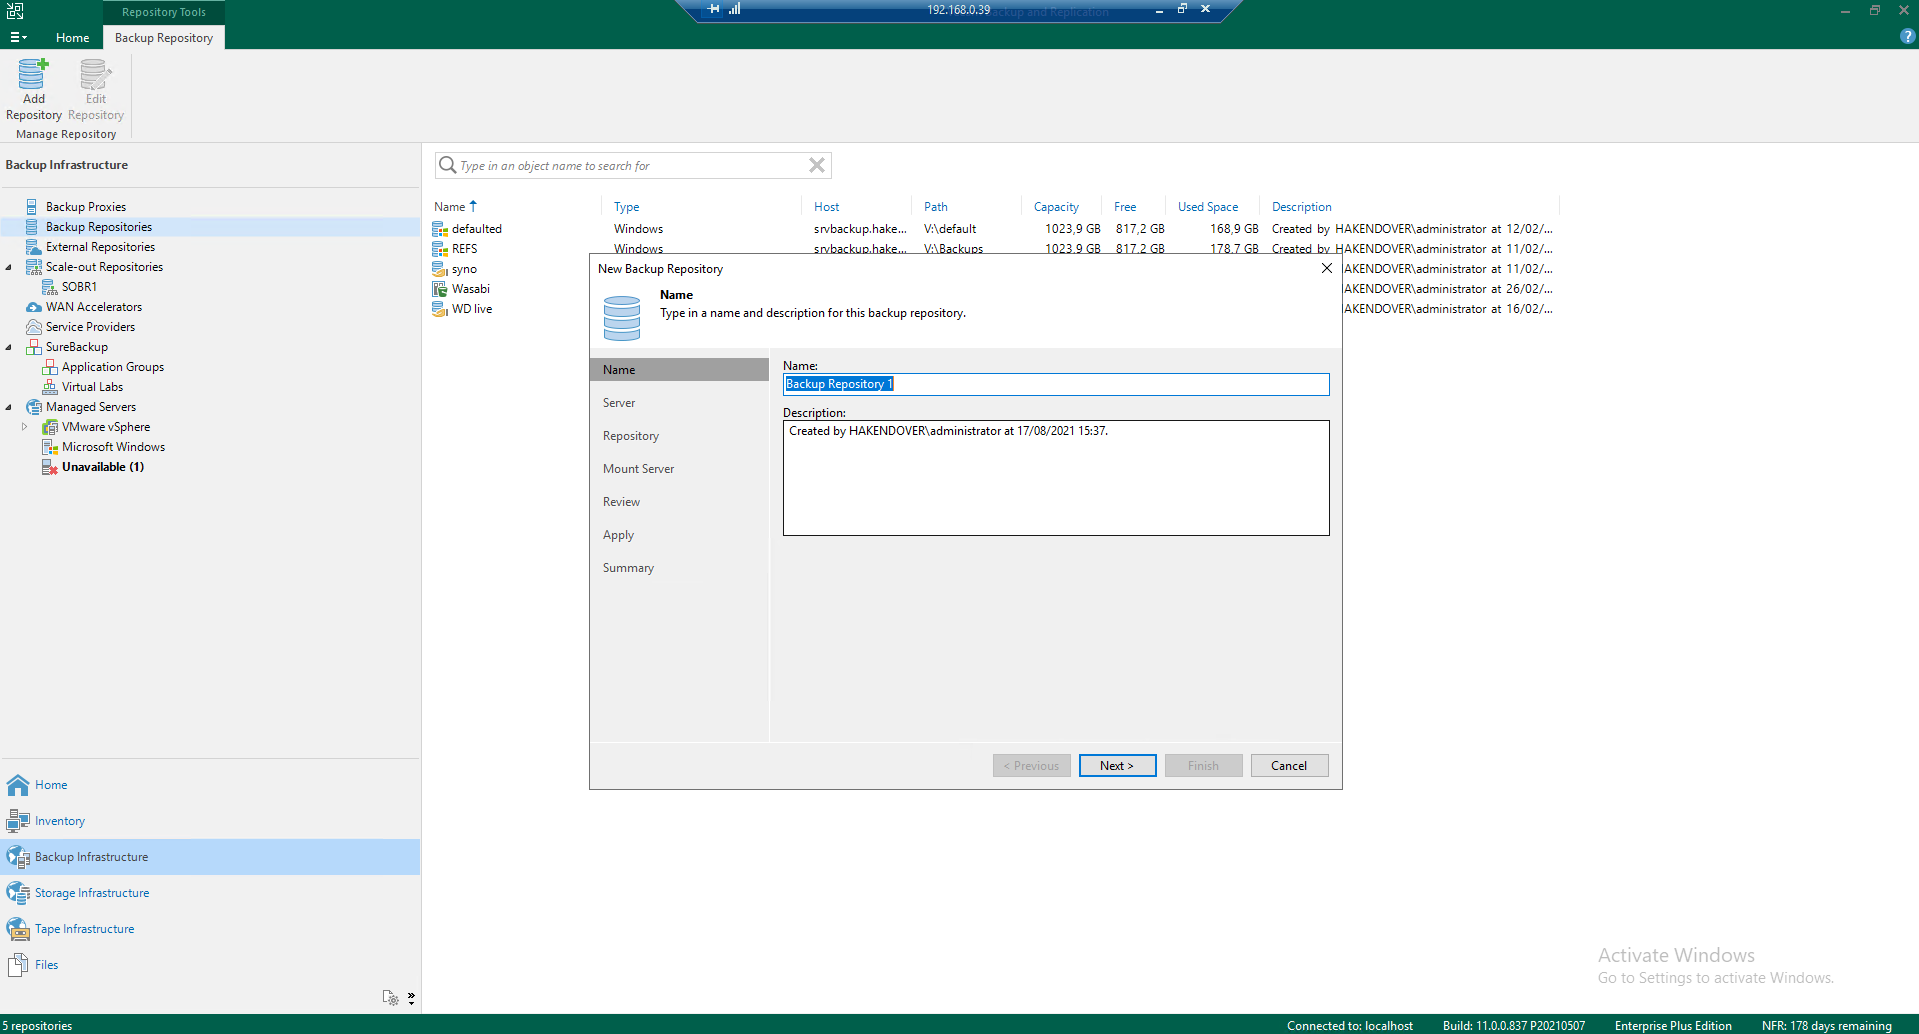 Repository Tools
192.168.0.39
Backup and Replication
Home
Backup Repository
Add Repository
Edit Repository
Manage Repository
Backup Infrastructure
Backup Proxies
Backup Repositories
External Repositories
Scale-out Repositories
SOBR1
WAN Accelerators
Service Providers
SureBackup
Application Groups
Virtual Labs
Managed Servers
VMware vSphere
Microsoft Windows
Unavailable (1)
Home
Inventory
Backup Infrastructure
Storage Infrastructure
Tape Infrastructure
Files
Type in an object name to search for
Name Type Host Path Capacity Free Used Space Description
defaulted Windows srvbackup.hake... V:\default 1023,9 GB 817,2 GB 168,9 GB Created by HAKENDOVER\administrator at 12/02/...
REFS Windows srvbackup.hake... V:\Backups 1023,9 GB 817,2 GB 178,7 GB Created by HAKENDOVER\administrator at 11/02/...
syno AKENDOVER\administrator at 11/02/...
Wasabi AKENDOVER\administrator at 26/02/...
WD live AKENDOVER\administrator at 16/02/...
New Backup Repository
Name
Type in a name and description for this backup repository.
Name
Server
Repository
Mount Server
Review
Apply
Summary
Name:
Backup Repository 1
Description:
Created by HAKENDOVER\administrator at 17/08/2021 15:37.
< Previous
Next >
Finish
Cancel
Activate Windows
Go to Settings to activate Windows.
5 repositories
Connected to: localhost
Build: 11.0.0.837 P20210507
Enterprise Plus Edition
NFR: 178 days remaining